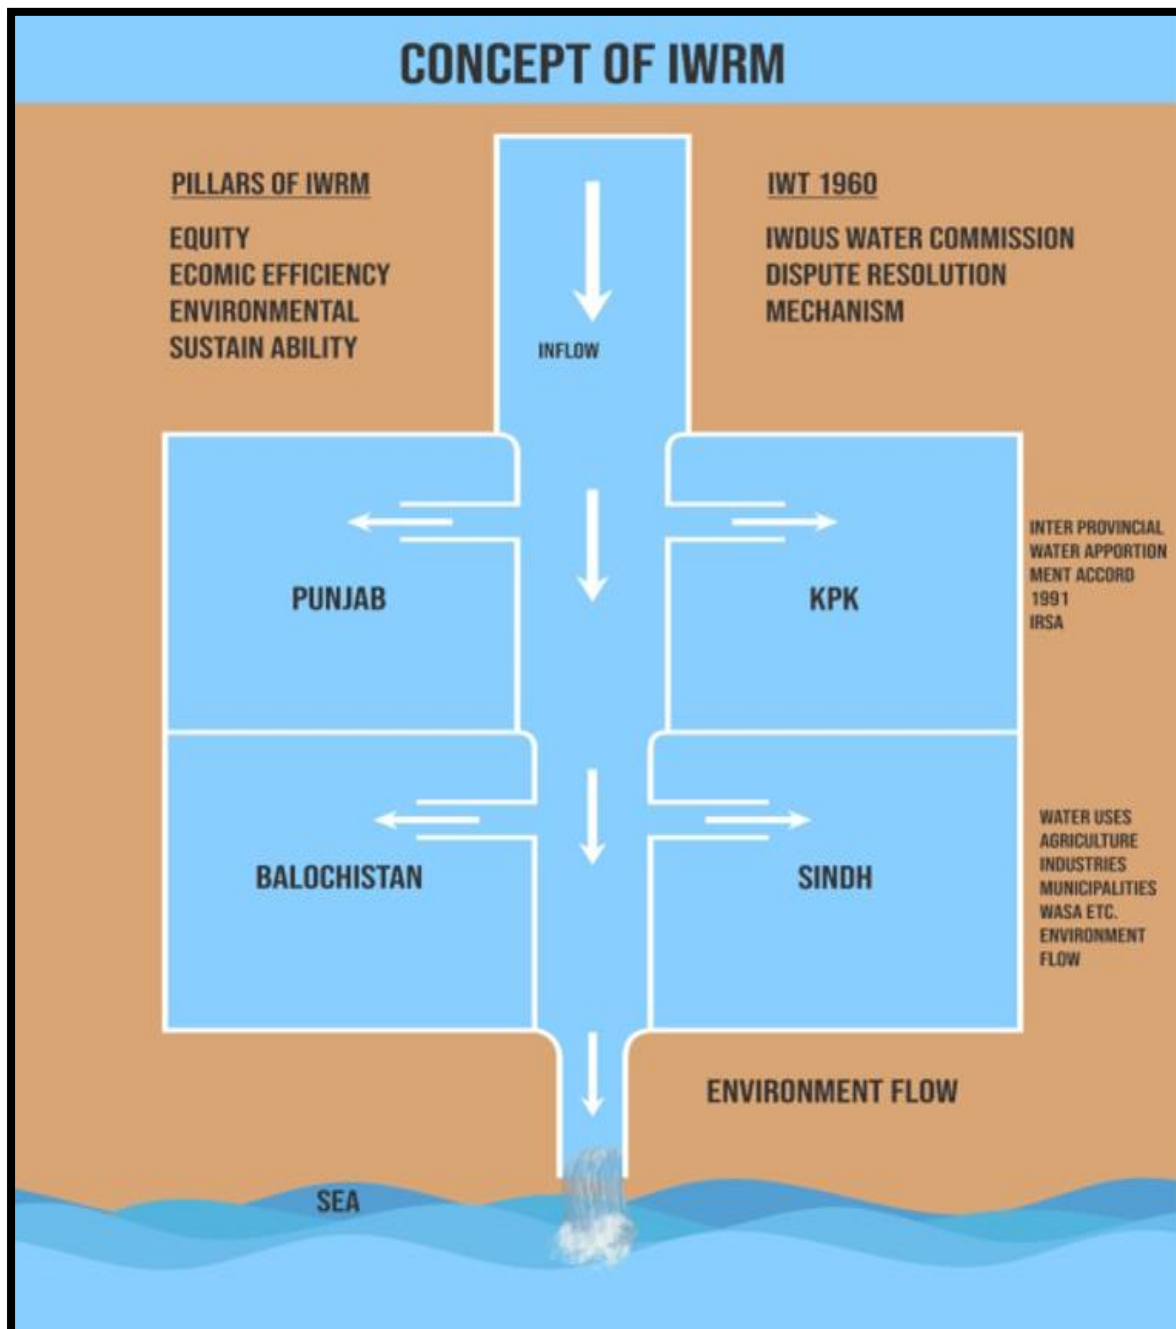 CONCEPT OF IWRM
PILLARS OF IWRM
EQUITY
ECOMIC EFFICIENCY
ENVIRONMENTAL
SUSTAIN ABILITY
IWT 1960
IWDUS WATER COMMISSION
DISPUTE RESOLUTION
MECHANISM
INFLOW
PUNJAB
KPK
INTER PROVINCIAL
WATER APPORTION
MENT ACCORD
1991
IRSA
BALOCHISTAN
SINDH
WATER USES
AGRICULTURE
INDUSTRIES
MUNICIPALITIES
WASA ETC.
ENVIRONMENT
FLOW
ENVIRONMENT FLOW
SEA